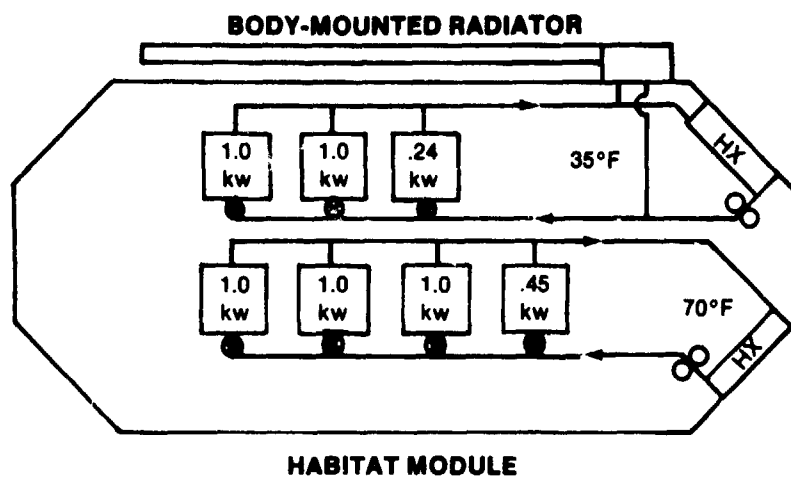 BODY-MOUNTED RADIATOR
1.0
kw
1.0
kw
.24
kw
35°F
HX
1.0
kw
1.0
kw
1.0
kw
.45
kw
70°F
HX
HABITAT MODULE